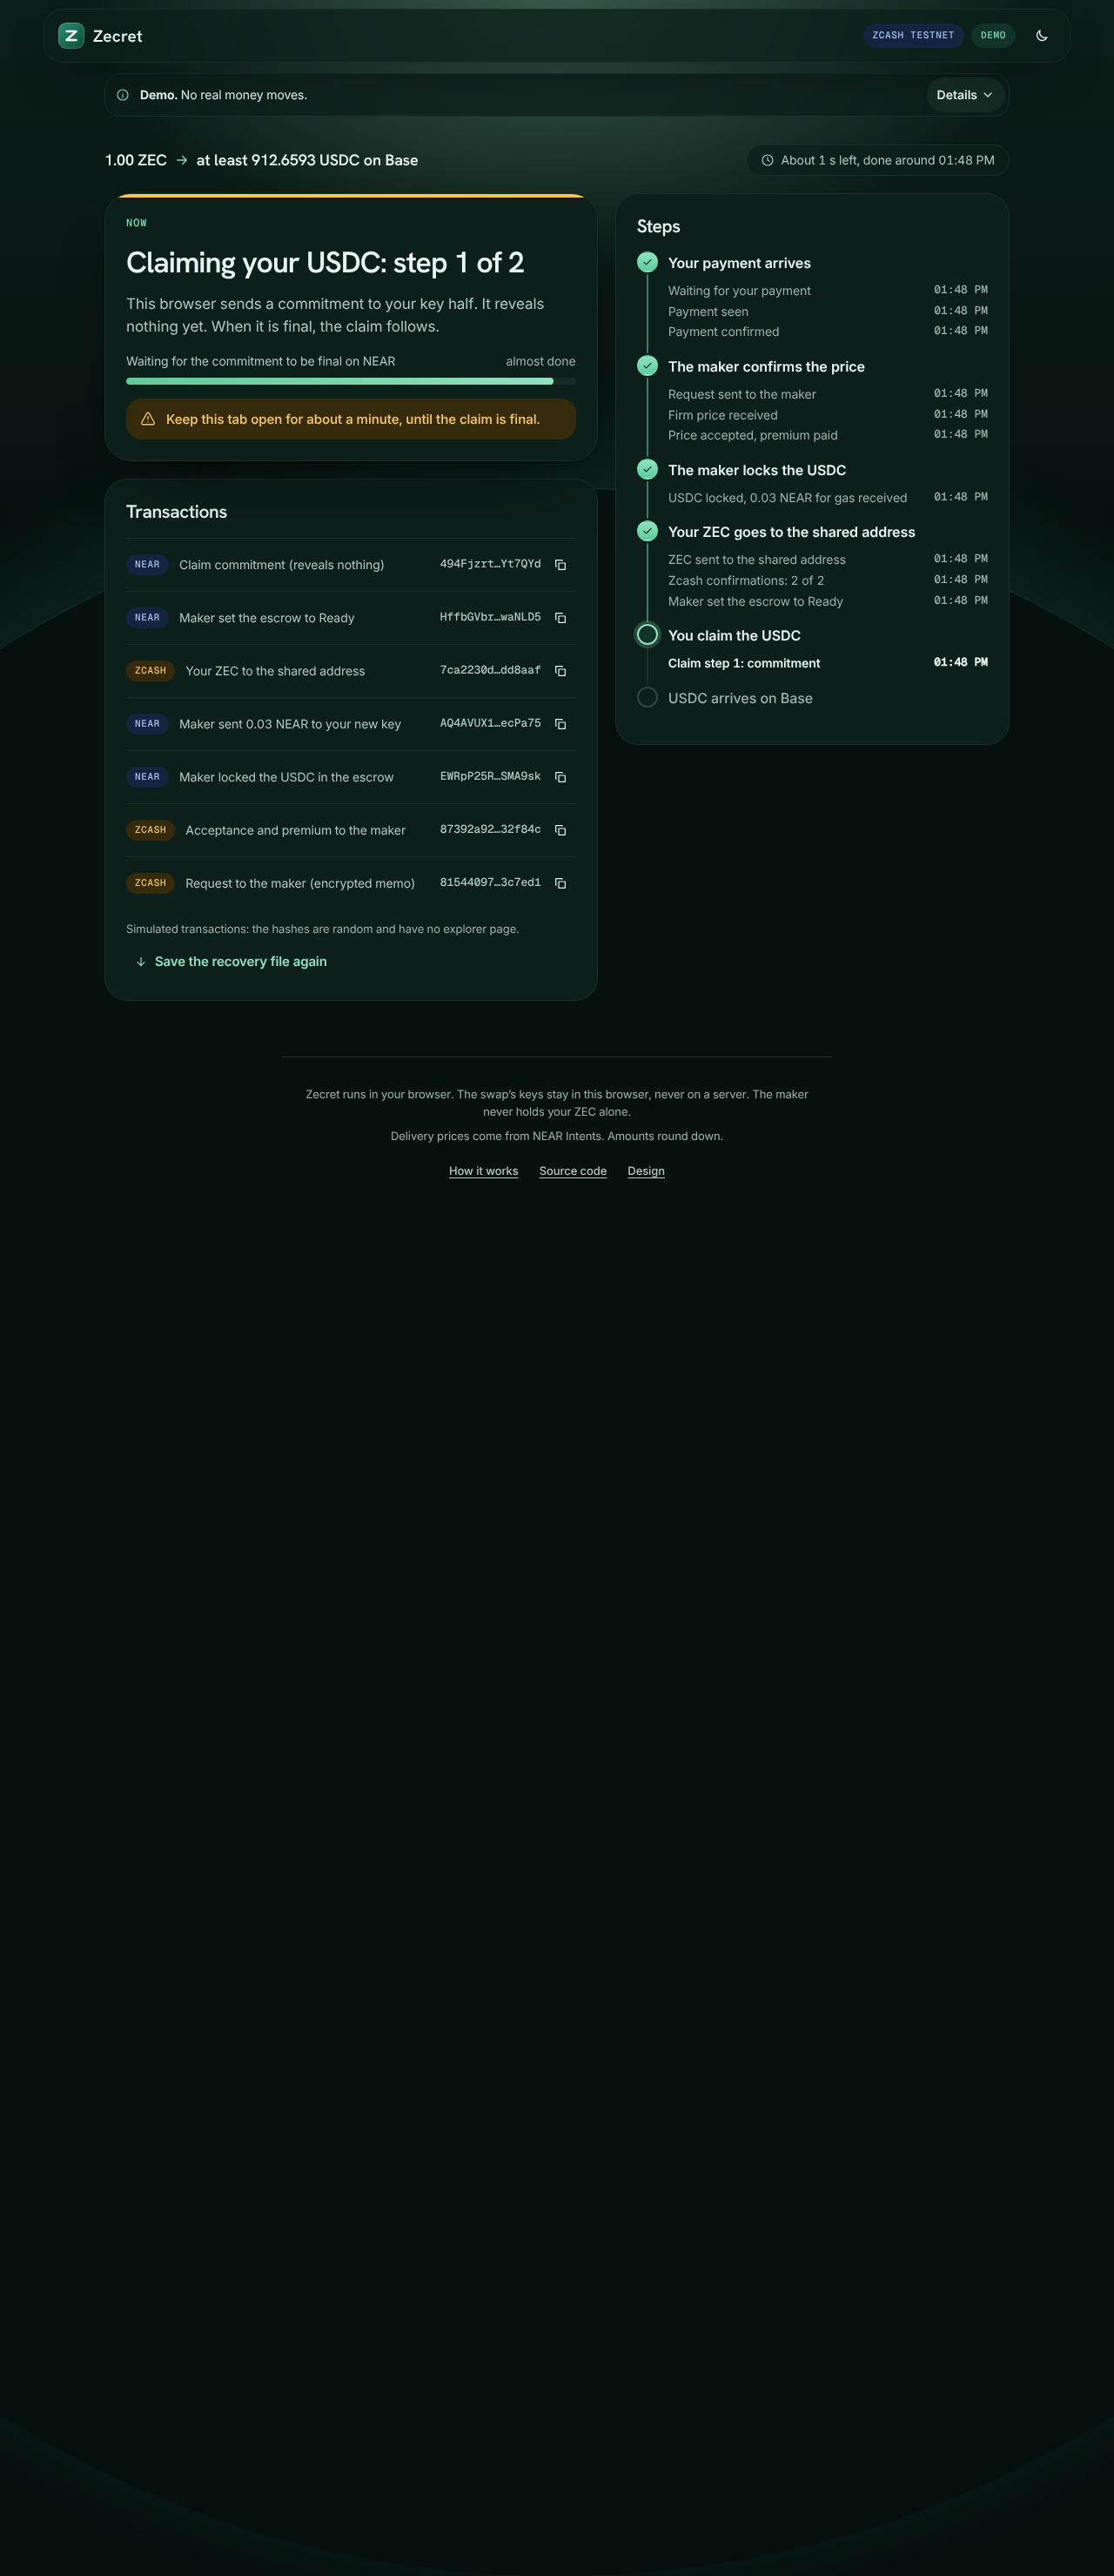 Zecret
ZCASH TESTNET
DEMO
Demo. No real money moves.
Details
1.00 ZEC → at least 912.6593 USDC on Base
About 1 s left, done around 01:48 PM
NOW
Claiming your USDC: step 1 of 2
This browser sends a commitment to your key half. It reveals
nothing yet. When it is final, the claim follows.
Waiting for the commitment to be final on NEAR almost done
Keep this tab open for about a minute, until the claim is final.
Transactions
NEAR Claim commitment (reveals nothing) 494Fjzrt…Yt7QYd
NEAR Maker set the escrow to Ready HffbGVbr…waNLD5
ZCASH Your ZEC to the shared address 7ca2230d…dd8aaf
NEAR Maker sent 0.03 NEAR to your new key AQ4AVUX1…ecPa75
NEAR Maker locked the USDC in the escrow EWRpP25R…SMA9sk
ZCASH Acceptance and premium to the maker 87392a92…32f84c
ZCASH Request to the maker (encrypted memo) 81544097…3c7ed1
Simulated transactions: the hashes are random and have no explorer page.
Save the recovery file again
Steps
Your payment arrives
Waiting for your payment 01:48 PM
Payment seen 01:48 PM
Payment confirmed 01:48 PM
The maker confirms the price
Request sent to the maker 01:48 PM
Firm price received 01:48 PM
Price accepted, premium paid 01:48 PM
The maker locks the USDC
USDC locked, 0.03 NEAR for gas received 01:48 PM
Your ZEC goes to the shared address
ZEC sent to the shared address 01:48 PM
Zcash confirmations: 2 of 2 01:48 PM
Maker set the escrow to Ready 01:48 PM
You claim the USDC
Claim step 1: commitment 01:48 PM
USDC arrives on Base
Zecret runs in your browser. The swap’s keys stay in this browser, never on a server. The maker
never holds your ZEC alone.
Delivery prices come from NEAR Intents. Amounts round down.
How it works Source code Design